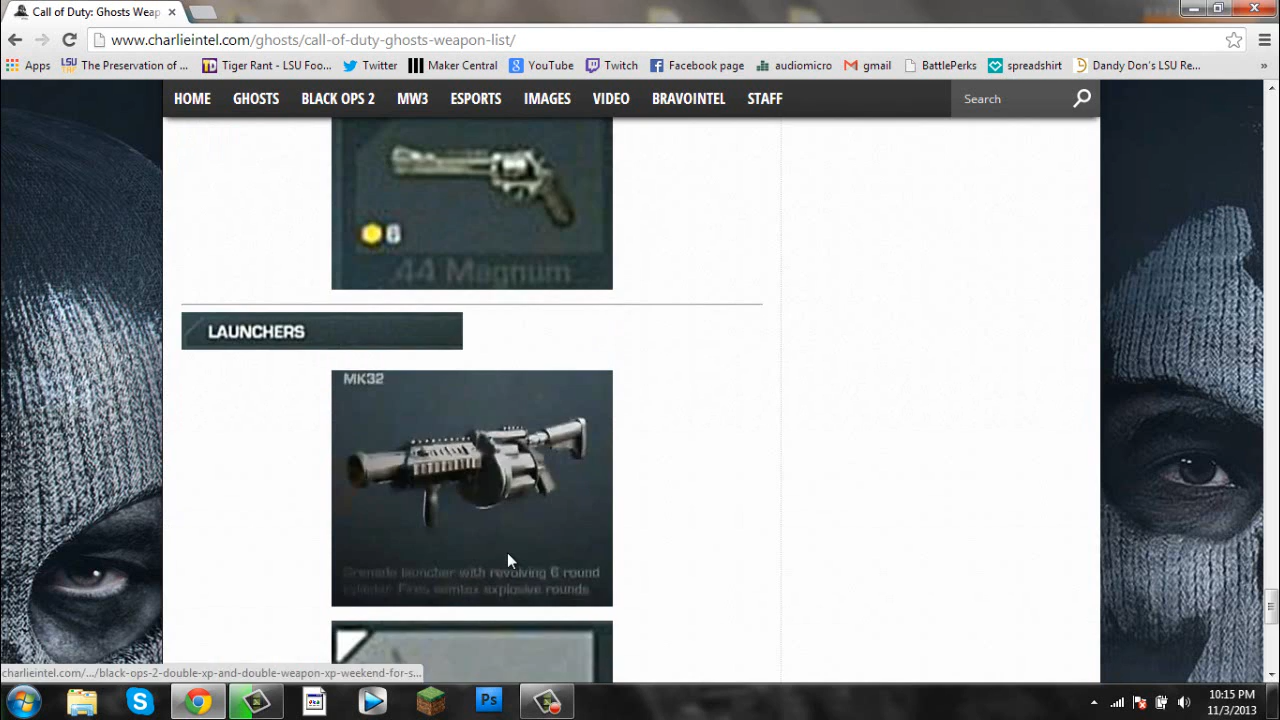 Call of Duty: Ghosts Weap
www.charlieintel.com/ghosts/call-of-duty-ghosts-weapon-list/
Apps
LSU The Preservation of ...
TD Tiger Rant - LSU Foo...
Twitter
Maker Central
YouTube
Twitch
Facebook page
audiomicro
gmail
BattlePerks
spreadshirt
Dandy Don's LSU Re...
»
HOME GHOSTS BLACK OPS 2 MW3 ESPORTS IMAGES VIDEO BRAVOINTEL STAFF Search
6
.44 Magnum
LAUNCHERS
MK32
Grenade launcher with revolving 6 round
cylinder. Fires semtex explosive rounds
charlieintel.com/.../black-ops-2-double-xp-and-double-weapon-xp-weekend-for-s...
Ps
10:15 PM
11/3/2013